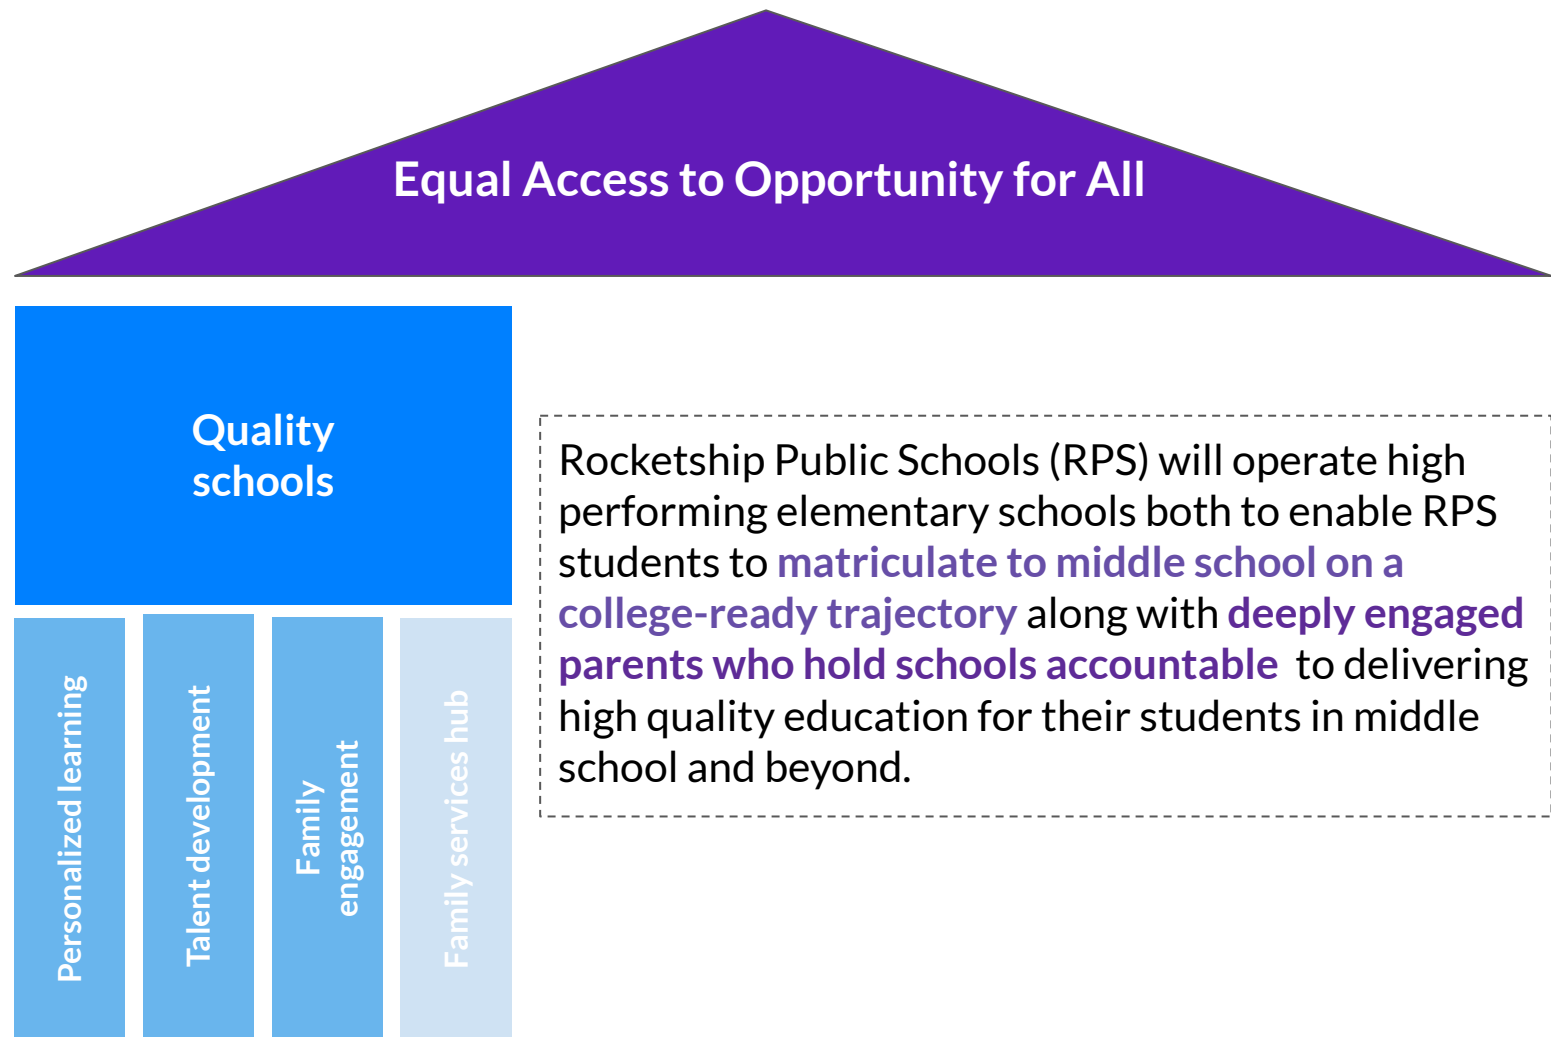 Equal Access to Opportunity for All
Quality
schools
Rocketship Public Schools (RPS) will operate high
performing elementary schools both to enable RPS
students to matriculate to middle school on a
college-ready trajectory along with deeply engaged
parents who hold schools accountable  to delivering
high quality education for their students in middle
school and beyond.
Personalized learning
Talent development
Family
engagement
Family services hub